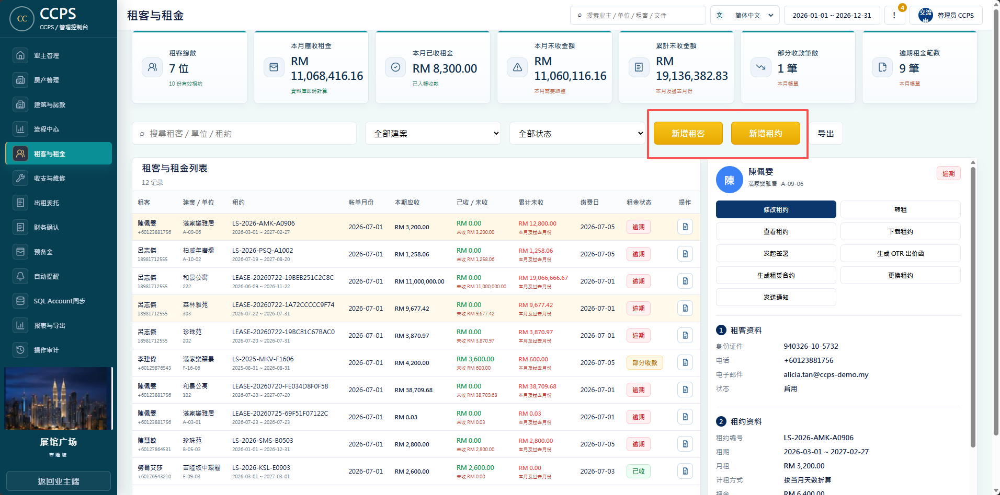 CC
CCPS
CCPS / 管理控制台
业主管理
房产管理
建筑与房款
流程中心
租客与租金
收支与维修
出租委托
财务确认
预备金
自动提醒
SQL Account同步
报表与导出
操作审计
展馆广场
吉隆坡
返回业主端
租客与租金
搜索业主 / 单位 / 租客 / 文件
文
简体中文
2026-01-01 ~ 2026-12-31
!
4
交流
电
管理员 CCPS
租客總數
7 位
10 份有效租约
本月應收租金
RM
11,068,416.16
資料庫即時計算
本月已收租金
RM 8,300.00
已入帳收款
本月未收金額
RM
11,060,116.16
本月需要跟進
累計未收金額
RM
19,136,382.83
本月及過去月份
部分收款筆數
1 筆
本月帳單
逾期租金笔数
9 筆
本月帳單
搜尋租客 / 單位 / 租約
全部建案
全部状态
新增租客
新增租约
导出
租客与租金列表
12 记录
租客 建案 / 单位 租约 帐单月份 本期应收 已收 / 未收 累计未收 缴费日 租金状态 操作
陳佩雯 滿家樂雅居 LS-2026-AMK-A0906 2026-07-01 RM 3,200.00 RM 0.00 RM 12,800.00 2026-07-05 逾期
+60123881756 A-09-06 2026-03-01 ~ 2027-02-27 未收 RM 3,200.00 本月及过去月份
呂志傑 柏威年廣場 LS-2026-PSQ-A1002 2026-07-01 RM 1,258.06 RM 0.00 RM 1,258.06 2026-07-05 逾期
18981712555 A-10-02 2026-07-19 ~ 2027-08-20 未收 RM 1,258.06 本月及过去月份
呂志傑 和景公寓 LEASE-20260722-19BEB251C2C8C 2026-07-01 RM 11,000,000.00 RM 0.00 RM 19,066,666.67 2026-07-01 逾期
18981712555 222 2026-06-09 ~ 2026-11-22 未收 RM 11,000,000.00 本月及过去月份
呂志傑 森林雅苑 LEASE-20260722-1A72CCCCC9F74 2026-07-01 RM 9,677.42 RM 0.00 RM 9,677.42 2026-07-01 逾期
18981712555 303 2026-07-22 ~ 2026-07-31 未收 RM 9,677.42 本月及过去月份
呂志傑 珍珠苑 LEASE-20260722-19BC81C67BAC0 2026-07-01 RM 3,870.97 RM 0.00 RM 3,870.97 2026-07-01 逾期
18981712555 202 2026-07-20 ~ 2026-07-31 未收 RM 3,870.97 本月及过去月份
李建偉 滿家樂翠景 LS-2025-MKV-F1606 2026-07-01 RM 4,200.00 RM 3,600.00 RM 600.00 2026-07-05 部分收款
+60129876543 F-16-06 2025-08-31 ~ 2026-08-31 未收 RM 600.00 本月及过去月份
陳佩雯 和景公寓 LEASE-20260720-FE034D8F0F58 2026-07-01 RM 38,709.68 RM 0.00 RM 38,709.68 2026-07-01 逾期
+60123881756 102 2026-07-20 ~ 2027-07-20 未收 RM 38,709.68 本月及过去月份
陳佩雯 滿家樂雅居 LEASE-20260725-69F51F07122C 2026-07-01 RM 0.03 RM 0.00 RM 0.03 2026-07-01 逾期
+60123881756 A-03-01 2026-07-23 ~ 2026-07-23 未收 RM 0.03 本月及过去月份
陳慧敏 珍珠苑 LS-2026-SMS-B0503 2026-07-01 RM 2,800.00 RM 0.00 RM 2,800.00 2026-07-05 逾期
+60127864531 B-05-03 2026-01-01 ~ 2026-12-31 未收 RM 2,800.00 本月及过去月份
努爾艾莎 吉隆坡中環閣 LS-2026-KSL-E0903 2026-07-01 RM 2,600.00 RM 2,600.00 RM 0.00 2026-07-03 已收
+60176543210 E-09-03 2026-03-01 ~ 2027-03-01 未收 RM 0.00 本月及过去月份
陳
陳佩雯
滿家樂雅居 · A-09-06
逾期
修改租约
转租
查看租约
下载租约
发起签署
生成 OTR 出价函
生成租赁合约
更换租约
发送通知
1 租客资料
身份证件 940326-10-5732
电话 +60123881756
电子邮件 alicia.tan@ccps-demo.my
状态 启用
2 租约资料
租约编号 LS-2026-AMK-A0906
租期 2026-03-01 ~ 2027-02-27
月租 RM 3,200.00
计租方式 按当月天数折算
押金 RM 6,400.00